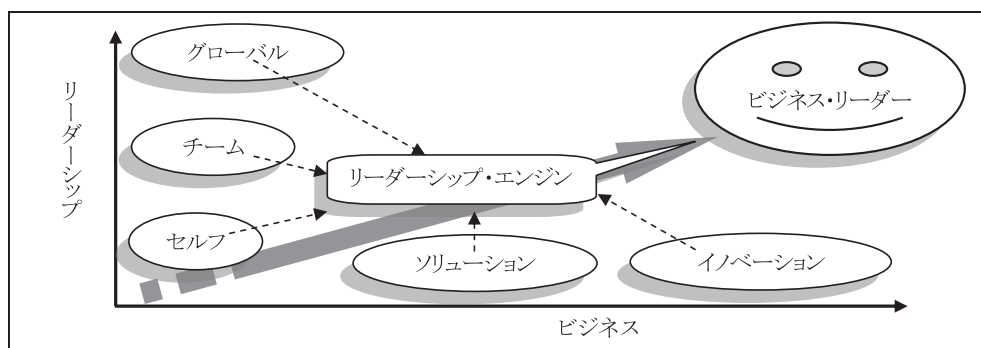 グローバル
ビジネス・リーダー
リーダーシップ
チーム
リーダーシップ・エンジン
セルフ
ソリューション
イノベーション
ビジネス